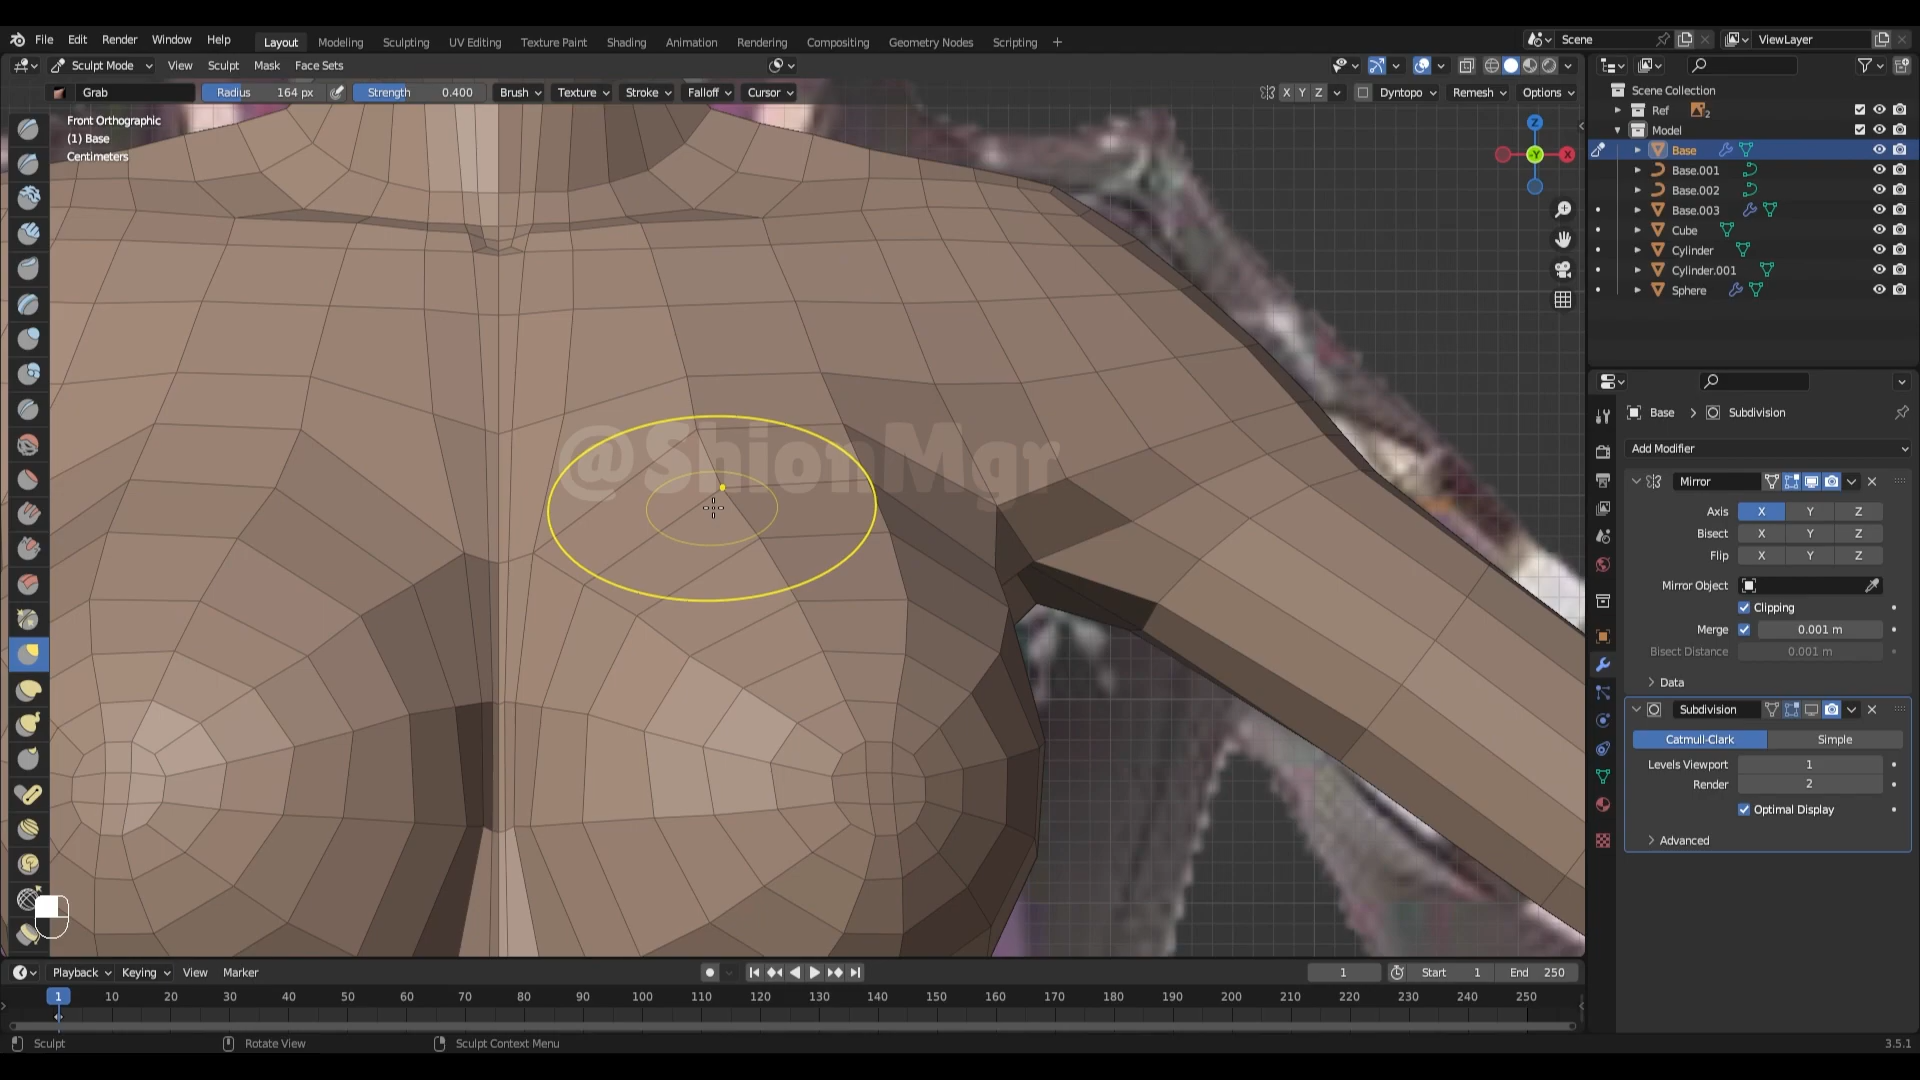 File Edit Render Window Help Layout Modeling Sculpting UV Editing Texture Paint Shading Animation Rendering Compositing Geometry Nodes Scripting + Scene ViewLayer
Sculpt Mode View Sculpt Mask Face Sets
Grab Radius 164 px Strength 0.400 Brush Texture Stroke Falloff Cursor X Y Z Dyntopo Remesh Options
Front Orthographic
(1) Base
Centimeters
Z
-Y
X
@ShionMgr
Scene Collection
Ref 2
Model
Base
Base.001
Base.002
Base.003
Cube
Cylinder
Cylinder.001
Sphere
Base > Subdivision
Add Modifier
Mirror
Axis X Y Z
Bisect X Y Z
Flip X Y Z
Mirror Object
Clipping
Merge 0.001 m
Bisect Distance 0.001 m
Data
Subdivision
Catmull-Clark Simple
Levels Viewport 1
Render 2
Optimal Display
Advanced
Playback Keying View Marker 1 Start 1 End 250
1 10 20 30 40 50 60 70 80 90 100 110 120 130 140 150 160 170 180 190 200 210 220 230 240 250
Sculpt Rotate View Sculpt Context Menu 3.5.1